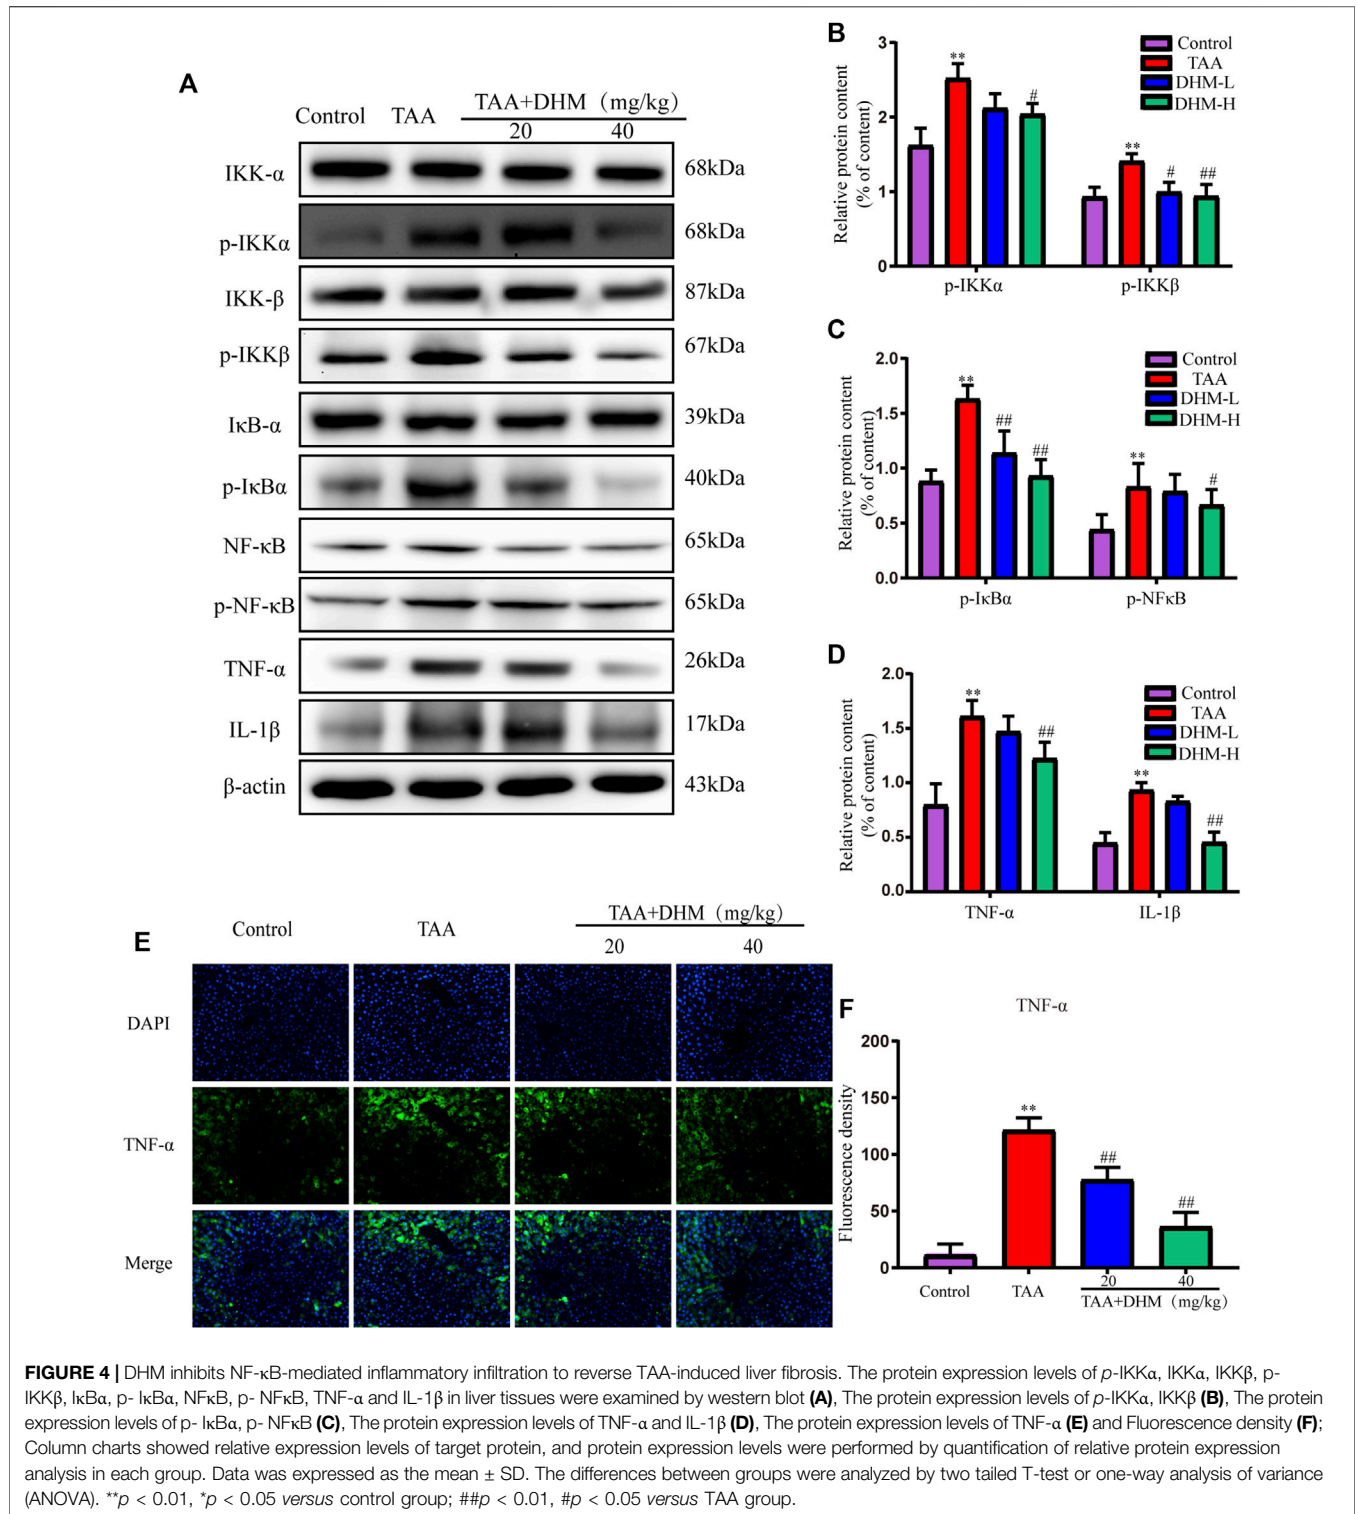 A
Control TAA TAA+DHM（mg/kg）
20 40
IKK-α 68kDa
p-IKKα 68kDa
IKK-β 87kDa
p-IKKβ 67kDa
IκB-α 39kDa
p-IκBα 40kDa
NF-κB 65kDa
p-NF-κB 65kDa
TNF-α 26kDa
IL-1β 17kDa
β-actin 43kDa
B
Relative protein content
(% of content)
3
2
1
0
** # ** # ##
p-IKKα p-IKKβ
Control
TAA
DHM-L
DHM-H
C
Relative protein content
(% of content)
2.0
1.5
1.0
0.5
0.0
** ## ## ** #
p-IκBα p-NFκB
Control
TAA
DHM-L
DHM-H
D
Relative protein content
(% of content)
2.0
1.5
1.0
0.5
0.0
** ## ** ##
TNF-α IL-1β
Control
TAA
DHM-L
DHM-H
E
Control TAA TAA+DHM（mg/kg）
20 40
DAPI
TNF-α
Merge
F
TNF-α
Fluorescence density
200
150
100
50
0
** ## ##
Control TAA 20 40
TAA+DHM（mg/kg）
FIGURE 4 | DHM inhibits NF-κB-mediated inflammatory infiltration to reverse TAA-induced liver fibrosis. The protein expression levels of p-IKKα, IKKα, IKKβ, p-
IKKβ, IκBα, p- IκBα, NFκB, p- NFκB, TNF-α and IL-1β in liver tissues were examined by western blot (A), The protein expression levels of p-IKKα, IKKβ (B), The protein
expression levels of p- IκBα, p- NFκB (C), The protein expression levels of TNF-α and IL-1β (D), The protein expression levels of TNF-α (E) and Fluorescence density (F);
Column charts showed relative expression levels of target protein, and protein expression levels were performed by quantification of relative protein expression
analysis in each group. Data was expressed as the mean ± SD. The differences between groups were analyzed by two tailed T-test or one-way analysis of variance
(ANOVA). **p < 0.01, *p < 0.05 versus control group; ##p < 0.01, #p < 0.05 versus TAA group.